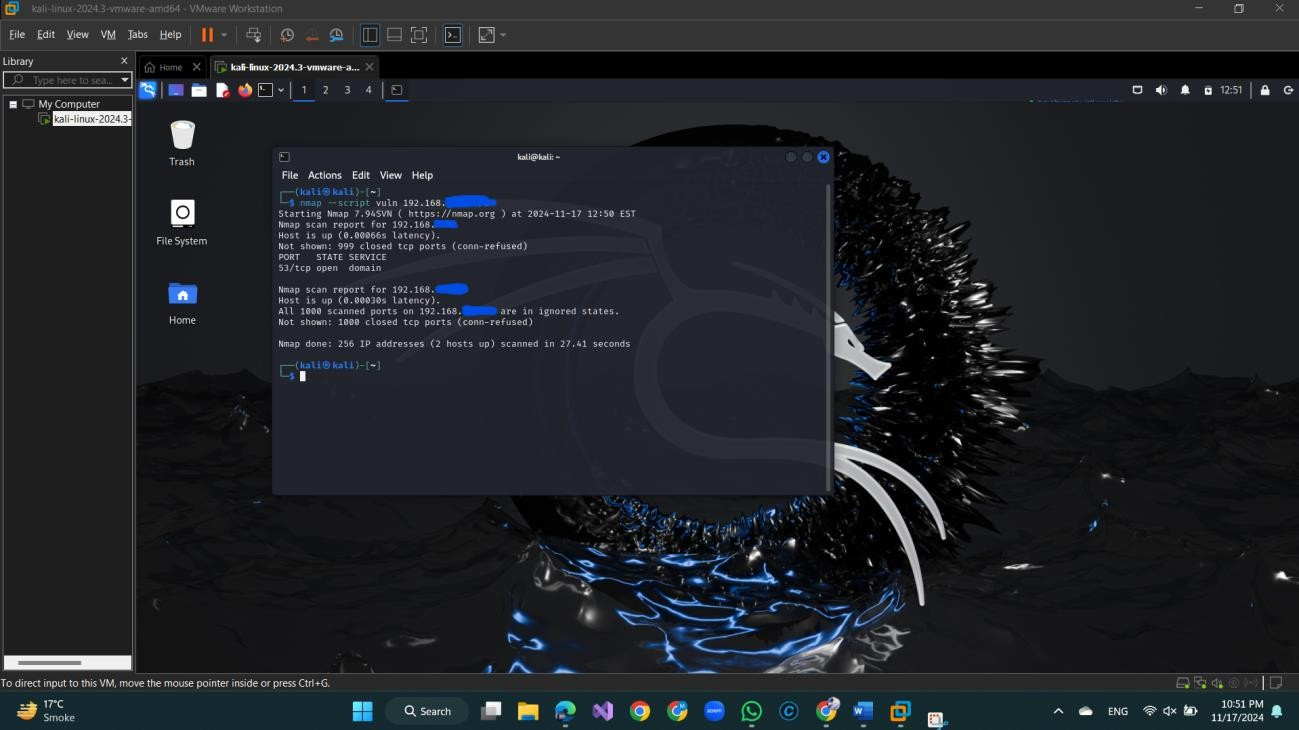 kali-linux-2024.3-vmware-amd64 - VMware Workstation
File Edit View VM Tabs Help
Library X
Type here to sea...
My Computer
kali-linux-2024.3-
Home
kali-linux-2024.3-vmware-a...
1 2 3 4
12:51
Trash
File System
Home
kali@kali: ~
File Actions Edit View Help
(kali㉿kali)-[~]
$ nmap --script vuln 192.168.
Starting Nmap 7.94SVN ( https://nmap.org ) at 2024-11-17 12:50 EST
Nmap scan report for 192.168.
Host is up (0.00066s latency).
Not shown: 999 closed tcp ports (conn-refused)
PORT STATE SERVICE
53/tcp open domain
Nmap scan report for 192.168.
Host is up (0.00030s latency).
All 1000 scanned ports on 192.168. are in ignored states.
Not shown: 1000 closed tcp ports (conn-refused)
Nmap done: 256 IP addresses (2 hosts up) scanned in 27.41 seconds
(kali㉿kali)-[~]
$
To direct input to this VM, move the mouse pointer inside or press Ctrl+G.
17°C
Smoke
Search
zoom
ENG
10:51 PM
11/17/2024